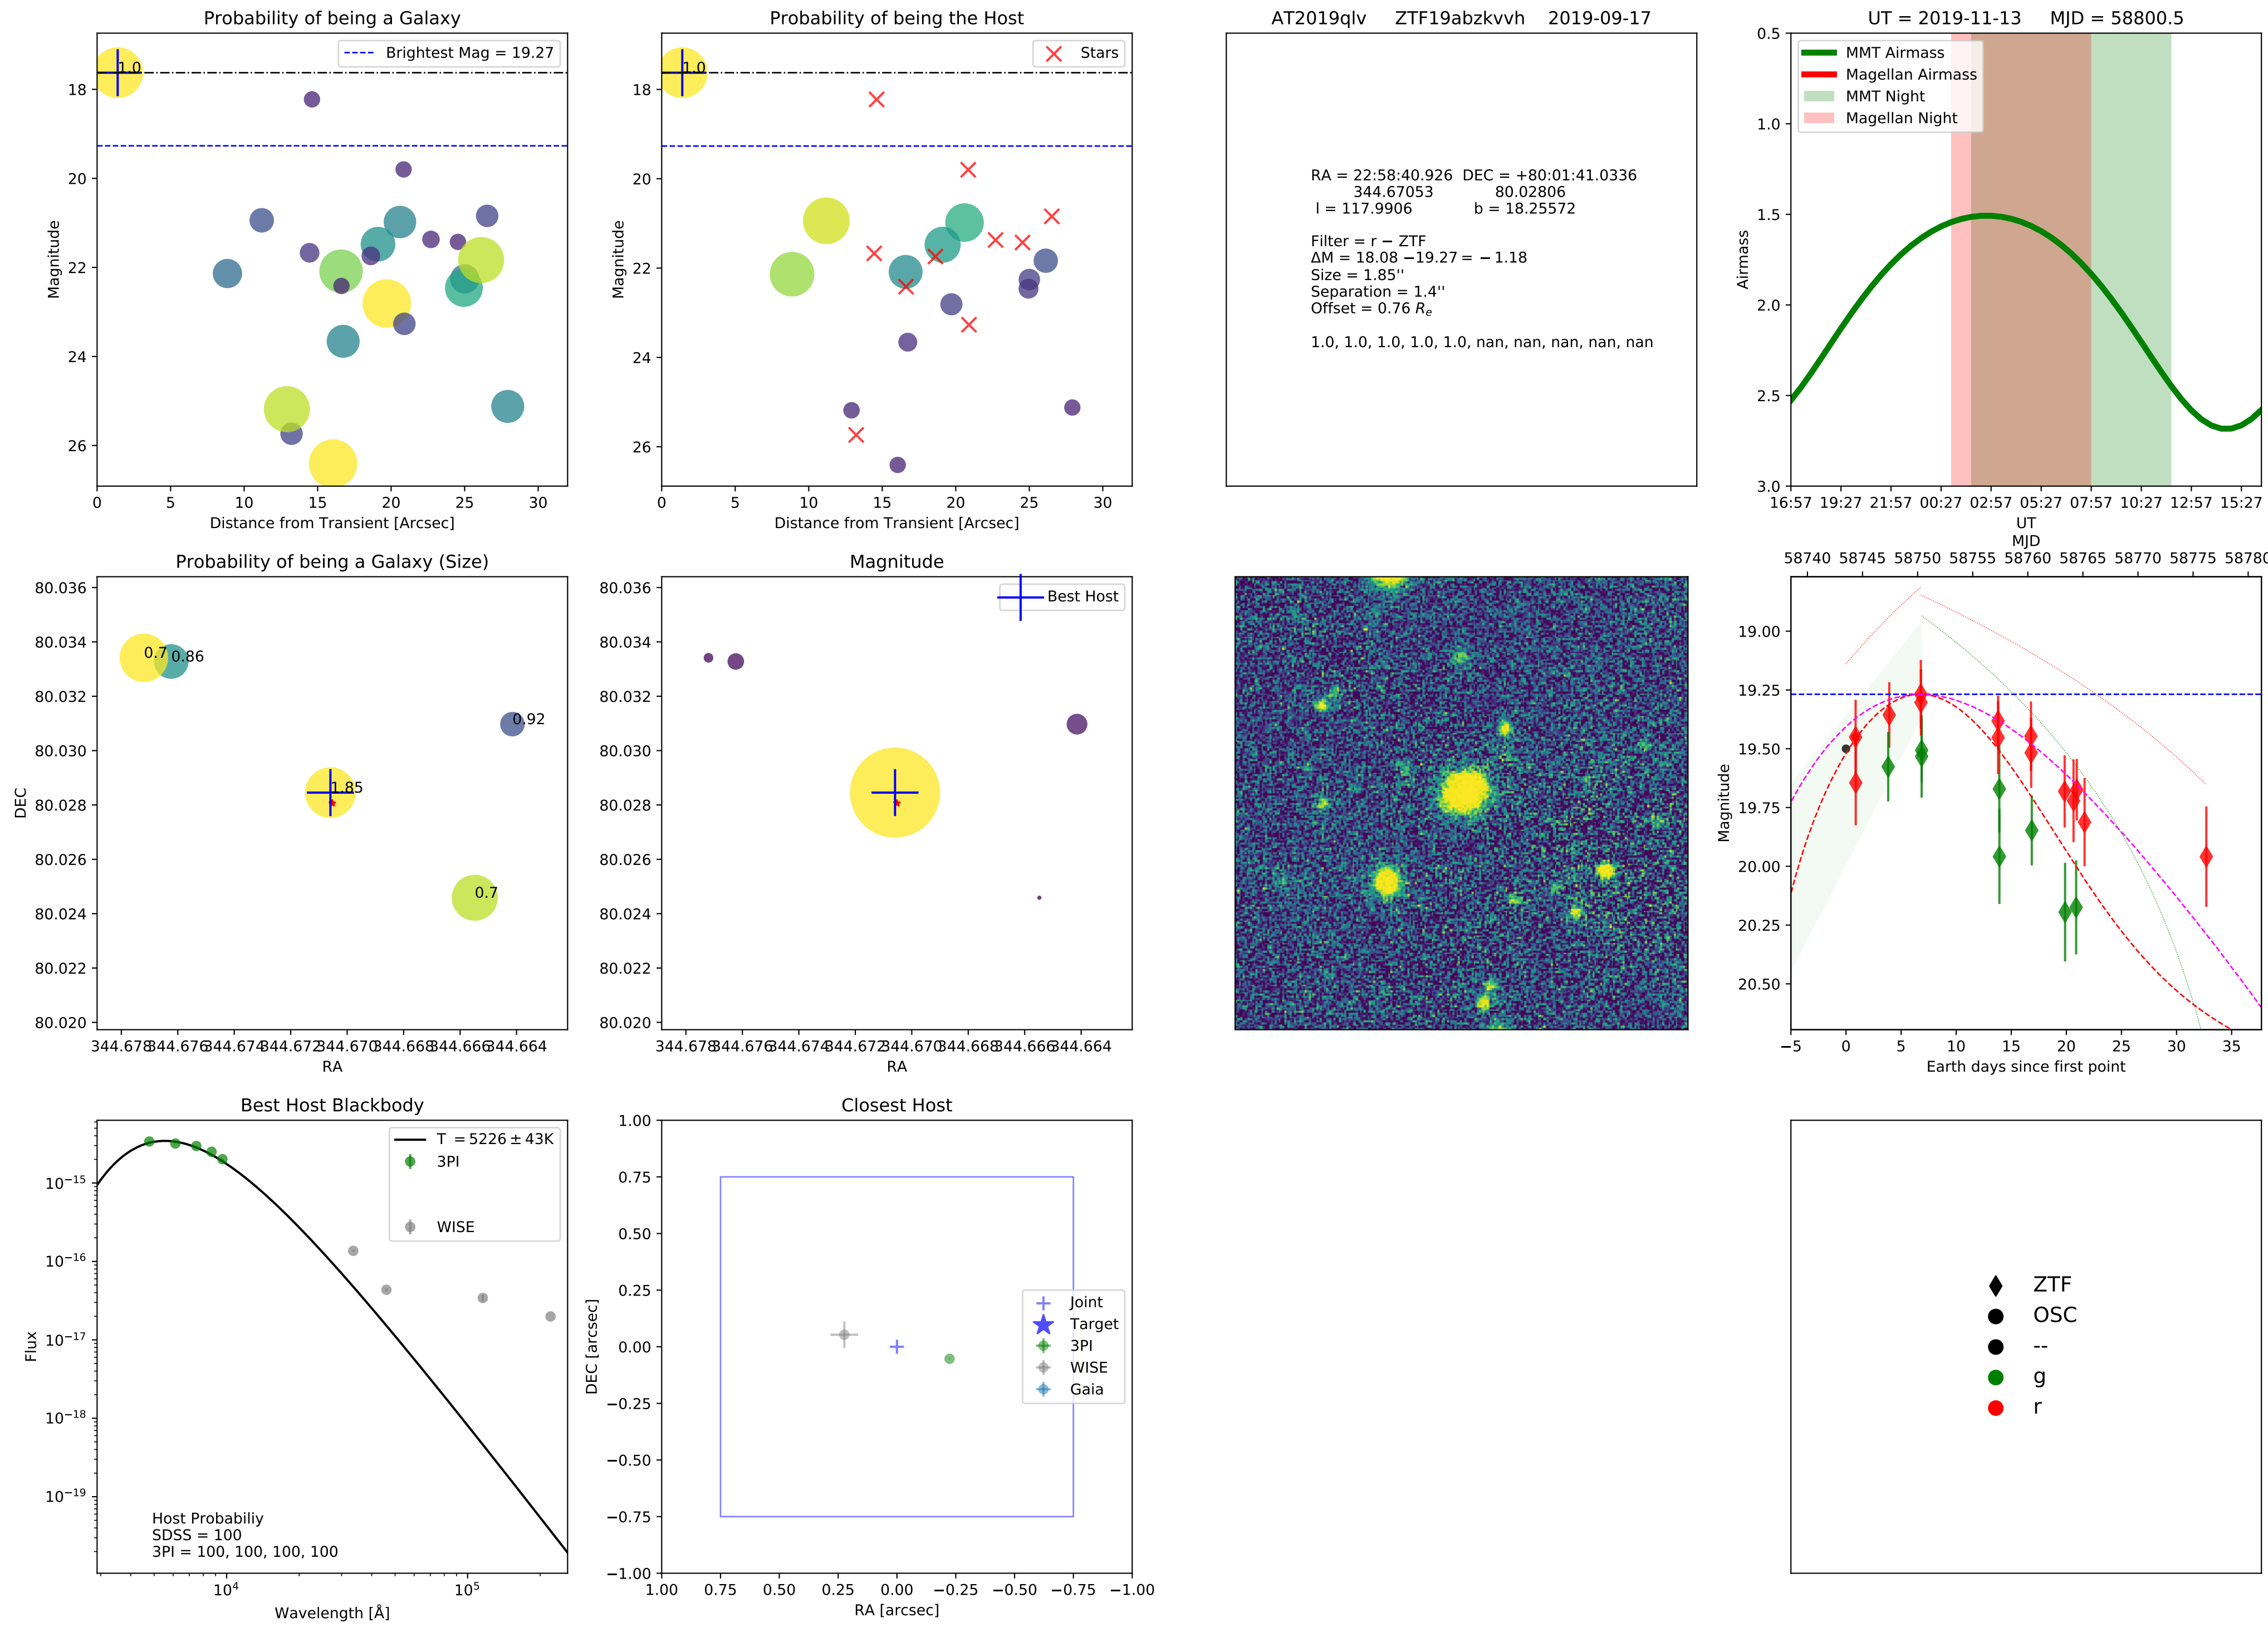 Probability of being a Galaxy
Brightest Mag = 19.27
1.0
18
20
22
24
26
Magnitude
0 5 10 15 20 25 30
Distance from Transient [Arcsec]
Probability of being the Host
Stars
1.0
18
20
22
24
26
Magnitude
0 5 10 15 20 25 30
Distance from Transient [Arcsec]
AT2019qlv ZTF19abzkvvh 2019-09-17
RA = 22:58:40.926 DEC = +80:01:41.0336
344.67053 80.02806
l = 117.9906 b = 18.25572
Filter = r − ZTF
ΔM = 18.08 −19.27 = −1.18
Size = 1.85''
Separation = 1.4''
Offset = 0.76 Re
1.0, 1.0, 1.0, 1.0, 1.0, nan, nan, nan, nan, nan
UT = 2019-11-13 MJD = 58800.5
MMT Airmass
Magellan Airmass
MMT Night
Magellan Night
0.5
1.0
1.5
2.0
2.5
3.0
Airmass
16:57 19:27 21:57 00:27 02:57 05:27 07:57 10:27 12:57 15:27
UT
Probability of being a Galaxy (Size)
80.036
80.034
80.032
80.030
80.028
80.026
80.024
80.022
80.020
DEC
0.7
0.86
0.92
1.85
0.7
344.678 344.676 344.674 344.672 344.670 344.668 344.666 344.664
RA
Magnitude
Best Host
80.036
80.034
80.032
80.030
80.028
80.026
80.024
80.022
80.020
344.678 344.676 344.674 344.672 344.670 344.668 344.666 344.664
RA
MJD
58740 58745 58750 58755 58760 58765 58770 58775 58780
19.00
19.25
19.50
19.75
20.00
20.25
20.50
Magnitude
−5 0 5 10 15 20 25 30 35
Earth days since first point
Best Host Blackbody
T = 5226 ± 43K
3PI
WISE
10−15
10−16
10−17
10−18
10−19
Flux
Host Probabiliy
SDSS = 100
3PI = 100, 100, 100, 100
104 105
Wavelength [Å]
Closest Host
1.00
0.75
0.50
0.25
0.00
−0.25
−0.50
−0.75
−1.00
DEC [arcsec]
Joint
Target
3PI
WISE
Gaia
1.00 0.75 0.50 0.25 0.00 −0.25 −0.50 −0.75 −1.00
RA [arcsec]
ZTF
OSC
--
g
r